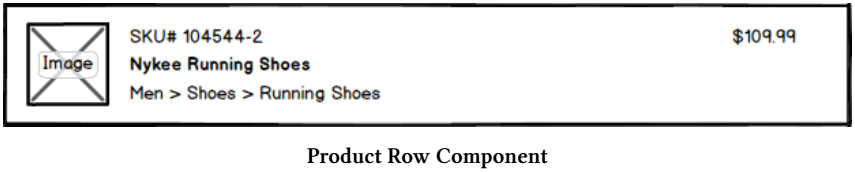 SKU# 104544-2 $109.99
Image
Nykee Running Shoes
Men > Shoes > Running Shoes
Product Row Component